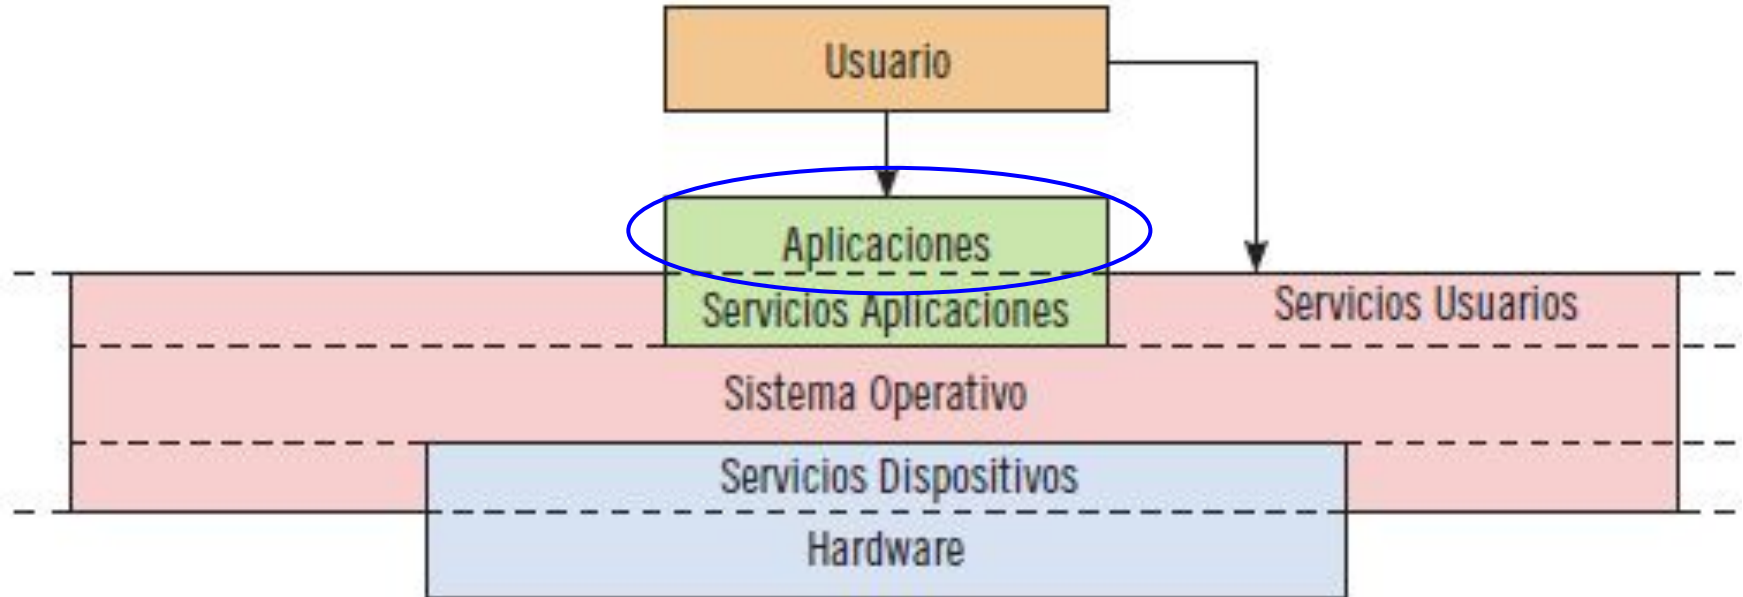 Usuario
Aplicaciones
Servicios Aplicaciones
Servicios Usuarios
Sistema Operativo
Servicios Dispositivos
Hardware